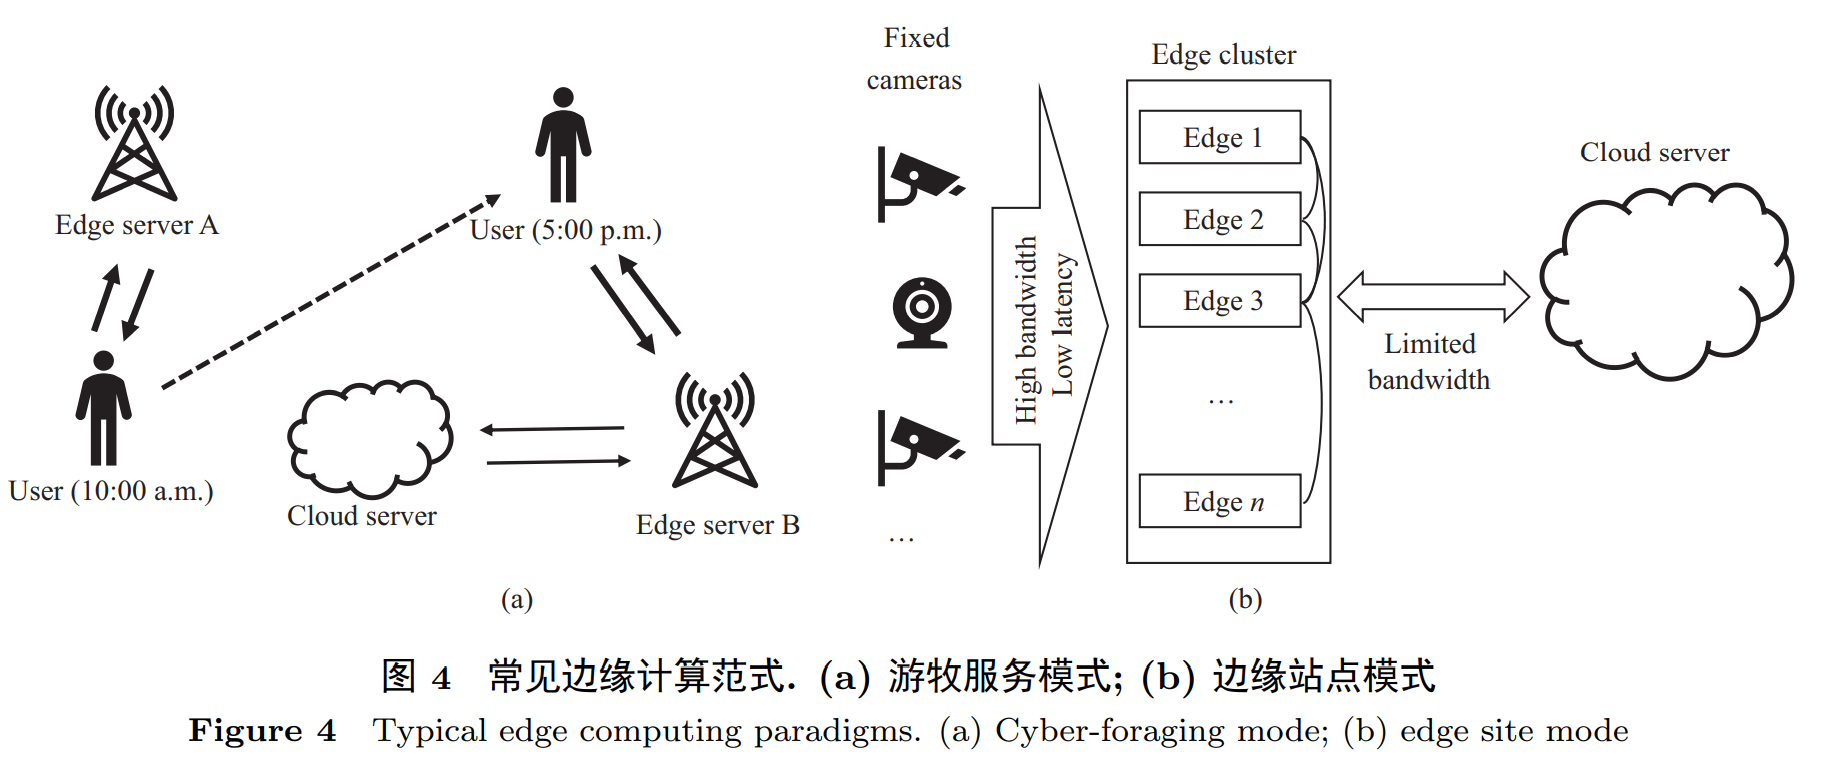 Edge server A
User (10:00 a.m.)
User (5:00 p.m.)
Cloud server
Edge server B
(a)
Fixed
cameras
…
High bandwidth
Low latency
Edge cluster
Edge 1
Edge 2
Edge 3
…
Edge n
Limited
bandwidth
Cloud server
(b)
图 4 常见边缘计算范式. (a) 游牧服务模式; (b) 边缘站点模式
Figure 4 Typical edge computing paradigms. (a) Cyber-foraging mode; (b) edge site mode